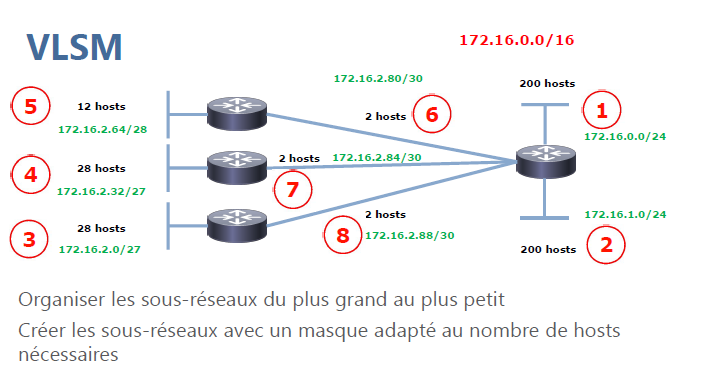 VLSM
172.16.0.0/16
172.16.2.80/30
200 hosts
5
12 hosts
6
1
172.16.2.64/28
2 hosts
172.16.0.0/24
4
28 hosts
2 hosts
172.16.2.84/30
172.16.2.32/27
7
2 hosts
172.16.1.0/24
3
28 hosts
8
172.16.2.88/30
2
172.16.2.0/27
200 hosts
Organiser les sous-réseaux du plus grand au plus petit
Créer les sous-réseaux avec un masque adapté au nombre de hosts
nécessaires